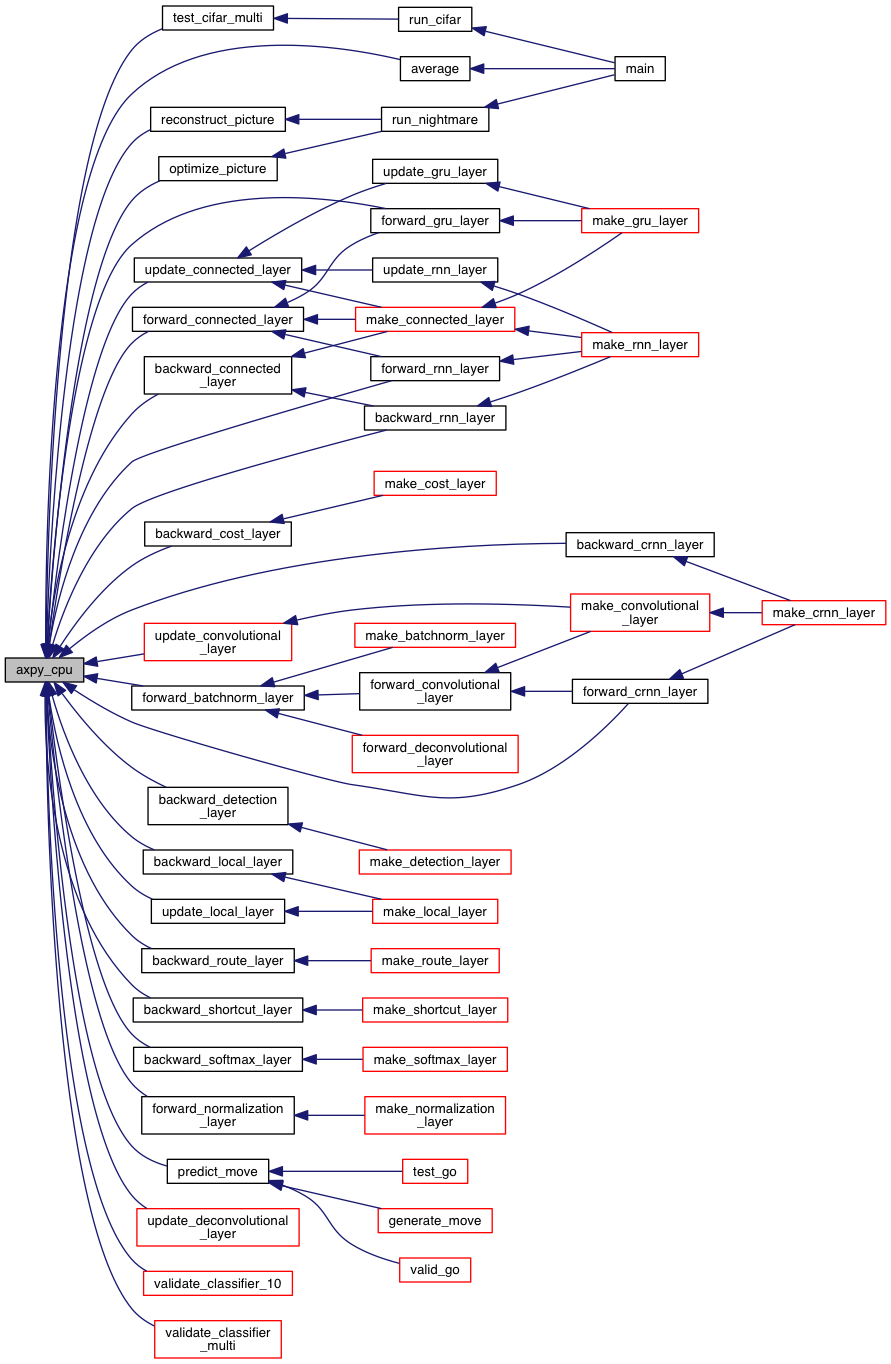 test_cifar_multi
run_cifar
average
main
reconstruct_picture
run_nightmare
optimize_picture
update_gru_layer
forward_gru_layer
make_gru_layer
update_connected_layer
update_rnn_layer
forward_connected_layer
make_connected_layer
make_rnn_layer
backward_connected
_layer
forward_rnn_layer
backward_rnn_layer
make_cost_layer
backward_cost_layer
backward_crnn_layer
update_convolutional
_layer
make_convolutional
_layer
make_crnn_layer
make_batchnorm_layer
axpy_cpu
forward_batchnorm_layer
forward_convolutional
_layer
forward_crnn_layer
forward_deconvolutional
_layer
backward_detection
_layer
backward_local_layer
make_detection_layer
update_local_layer
make_local_layer
backward_route_layer
make_route_layer
backward_shortcut_layer
make_shortcut_layer
backward_softmax_layer
make_softmax_layer
forward_normalization
_layer
make_normalization
_layer
predict_move
test_go
update_deconvolutional
_layer
generate_move
valid_go
validate_classifier_10
validate_classifier
_multi